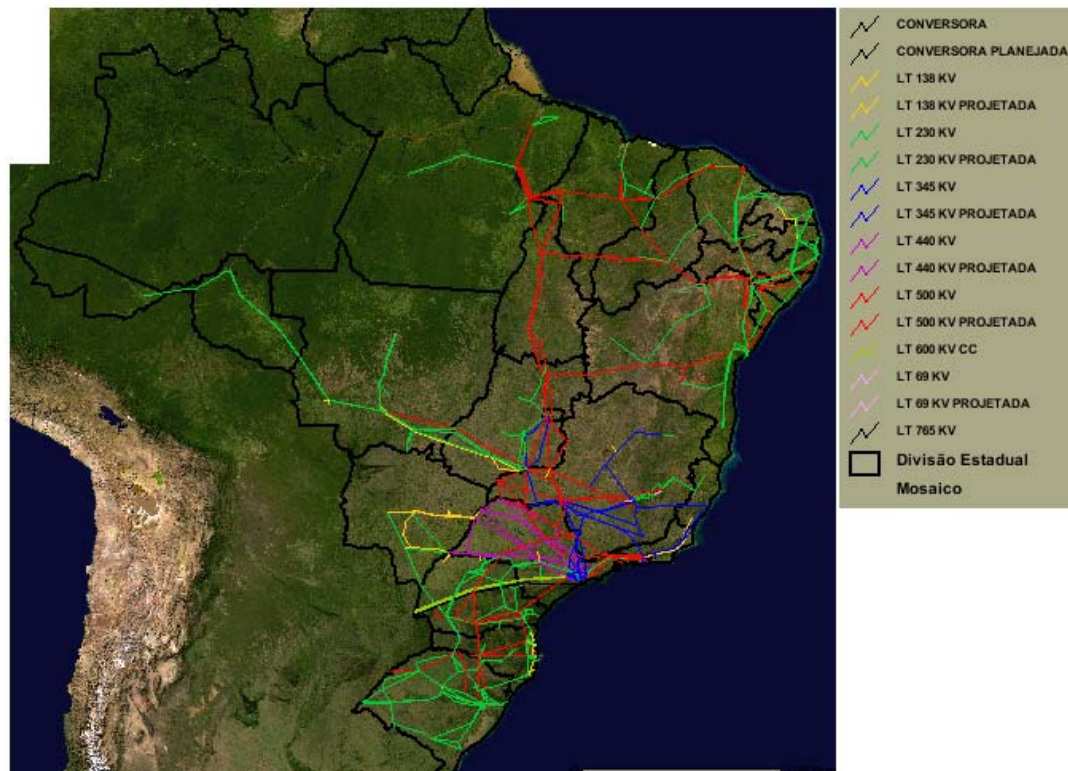 CONVERSORA
CONVERSORA PLANEJADA
LT 138 KV
LT 138 KV PROJETADA
LT 230 KV
LT 230 KV PROJETADA
LT 345 KV
LT 345 KV PROJETADA
LT 440 KV
LT 440 KV PROJETADA
LT 500 KV
LT 500 KV PROJETADA
LT 600 KV CC
LT 69 KV
LT 69 KV PROJETADA
LT 765 KV
Divisão Estadual
Mosaico